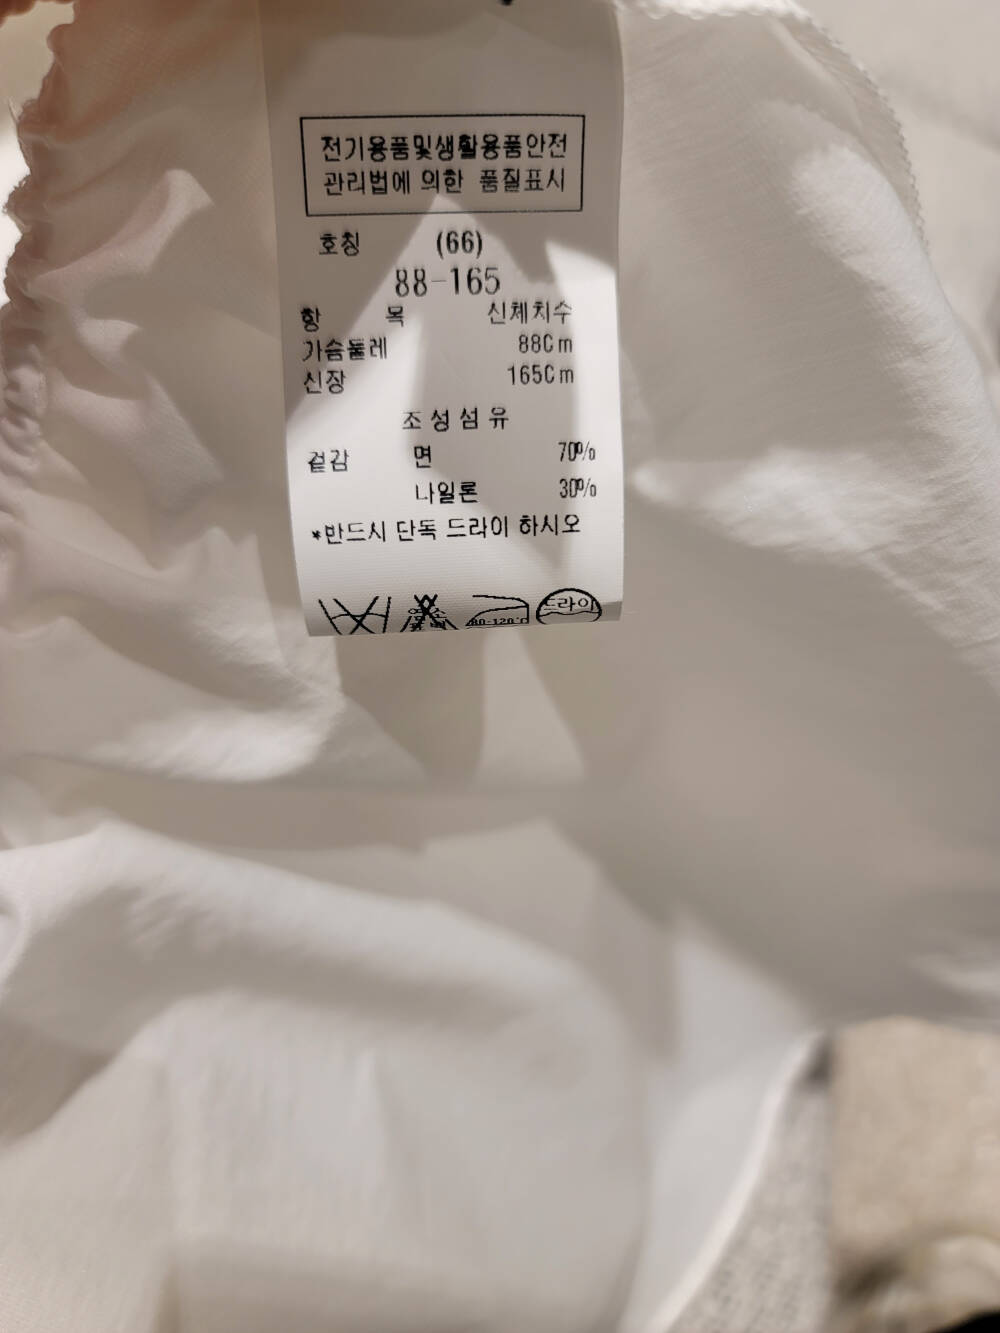 전기용품및생활용품안전
관리법에 의한 품질표시
호칭 (66)
88-165
항 목 신체치수
가슴둘레 88Cm
신장 165Cm
조성섬유
겉감 면 70%
나일론 30%
*반드시 단독 드라이 하시오
80-120℃ 드라이